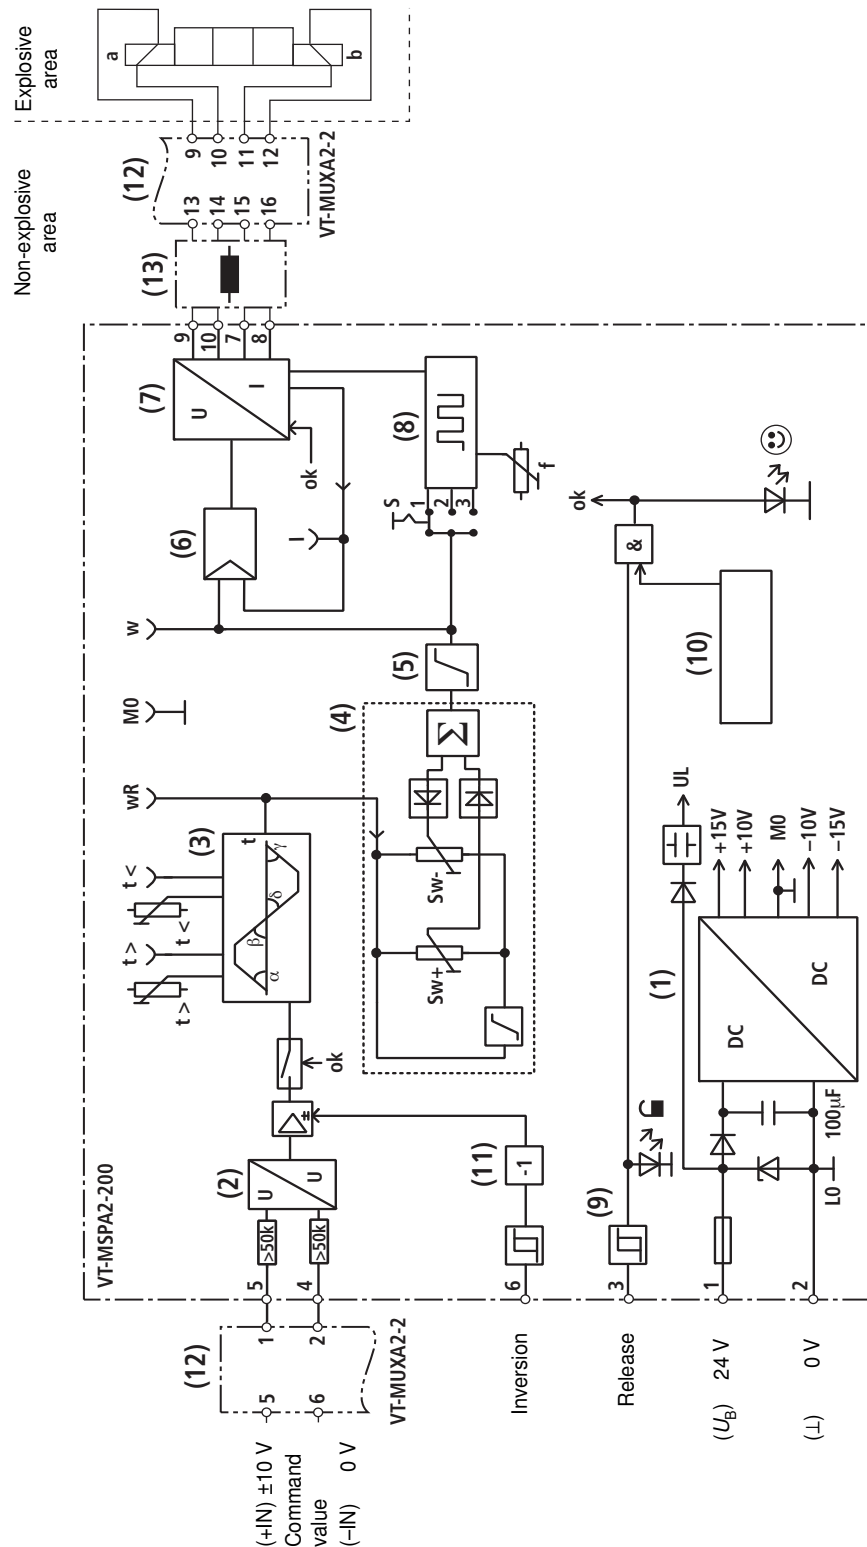 (+IN) ±10 V
Command
value
(–IN) 0 V
Inversion
Release
(U_B) 24 V
(⊥) 0 V
(12)
5
6
1
2
VT-MUXA2-2
VT-MSPA2-200
5
4
6
3
1
2
>50k
>50k
(2)
U
U
ok
(11)
-1
(9)
L0
100µF
(1)
DC
DC
UL
+15V
+10V
M0
–10V
–15V
t >
t >
t <
t <
(3)
α
β
δ
γ
t
wR
M0
w
(4)
Sw+
Sw-
Σ
(5)
(6)
I
ok
(7)
U
I
S
1
2
3
(8)
f
(10)
&
ok
9
10
7
8
(13)
13
14
15
16
(12)
9
10
11
12
VT-MUXA2-2
Non-explosive
area
Explosive
area
a
b